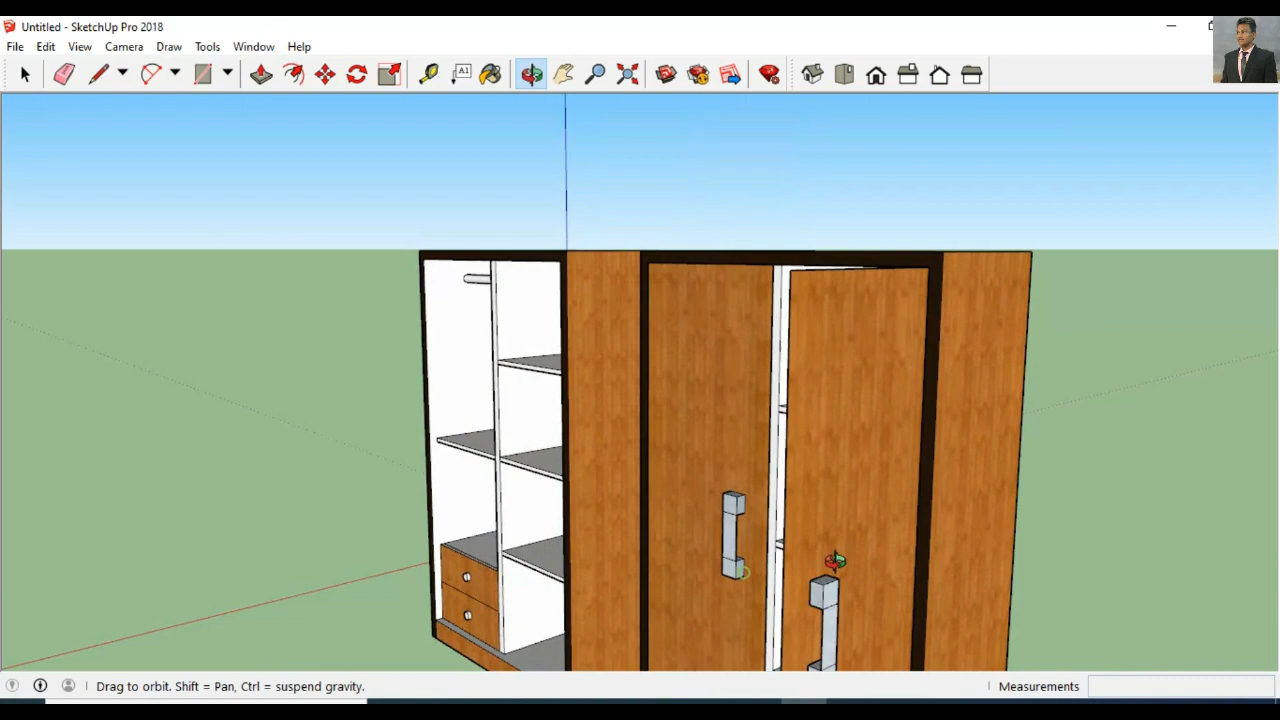 Untitled - SketchUp Pro 2018
File Edit View Camera Draw Tools Window Help
A1
Drag to orbit. Shift = Pan, Ctrl = suspend gravity.
Measurements